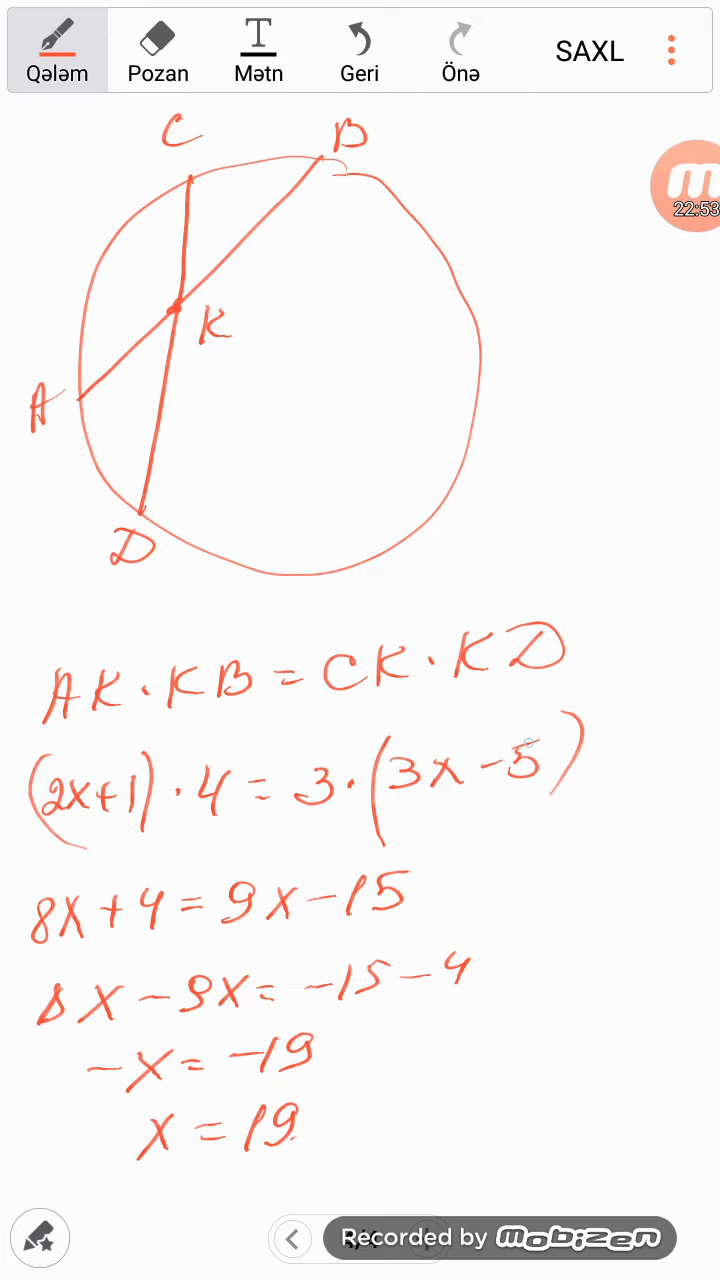 Qələm Pozan Mətn Geri Önə SAXL
22:53
C B
K
A
D
AK · KB = CK · KD
(2x+1) · 4 = 3 · (3x - 5)
8x + 4 = 9x - 15
8x - 9x = -15 - 4
-x = -19
x = 19
Recorded by mobizen